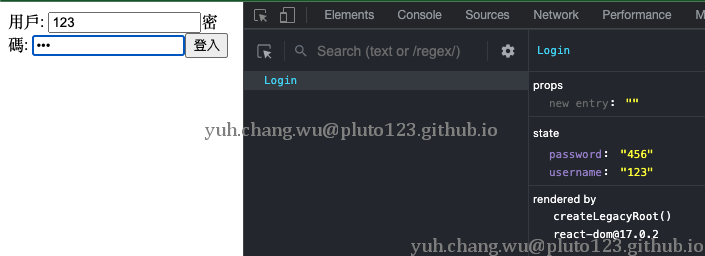 用戶: 123 密
碼: ••• 登入
Elements Console Sources Network Performance M
Search (text or /regex/)
Login
Login
props
new entry: ""
state
password: "456"
username: "123"
rendered by
createLegacyRoot()
react-dom@17.0.2
yuh.chang.wu@pluto123.github.io
yuh.chang.wu@pluto123.github.io